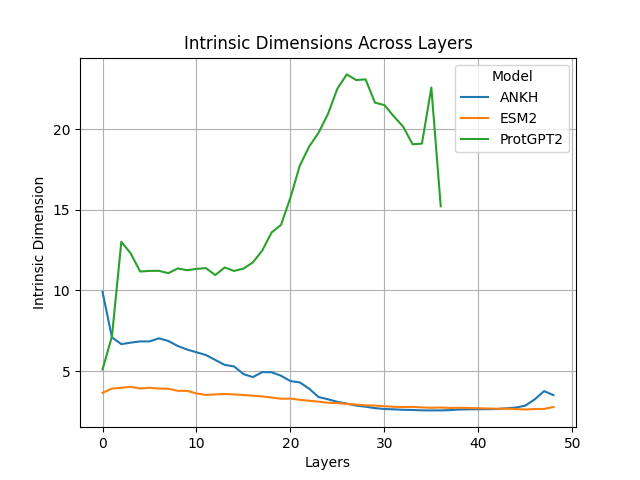 Intrinsic Dimensions Across Layers
Model
ANKH
ESM2
ProtGPT2
Intrinsic Dimension
20
15
10
5
0
10
20
30
40
50
Layers